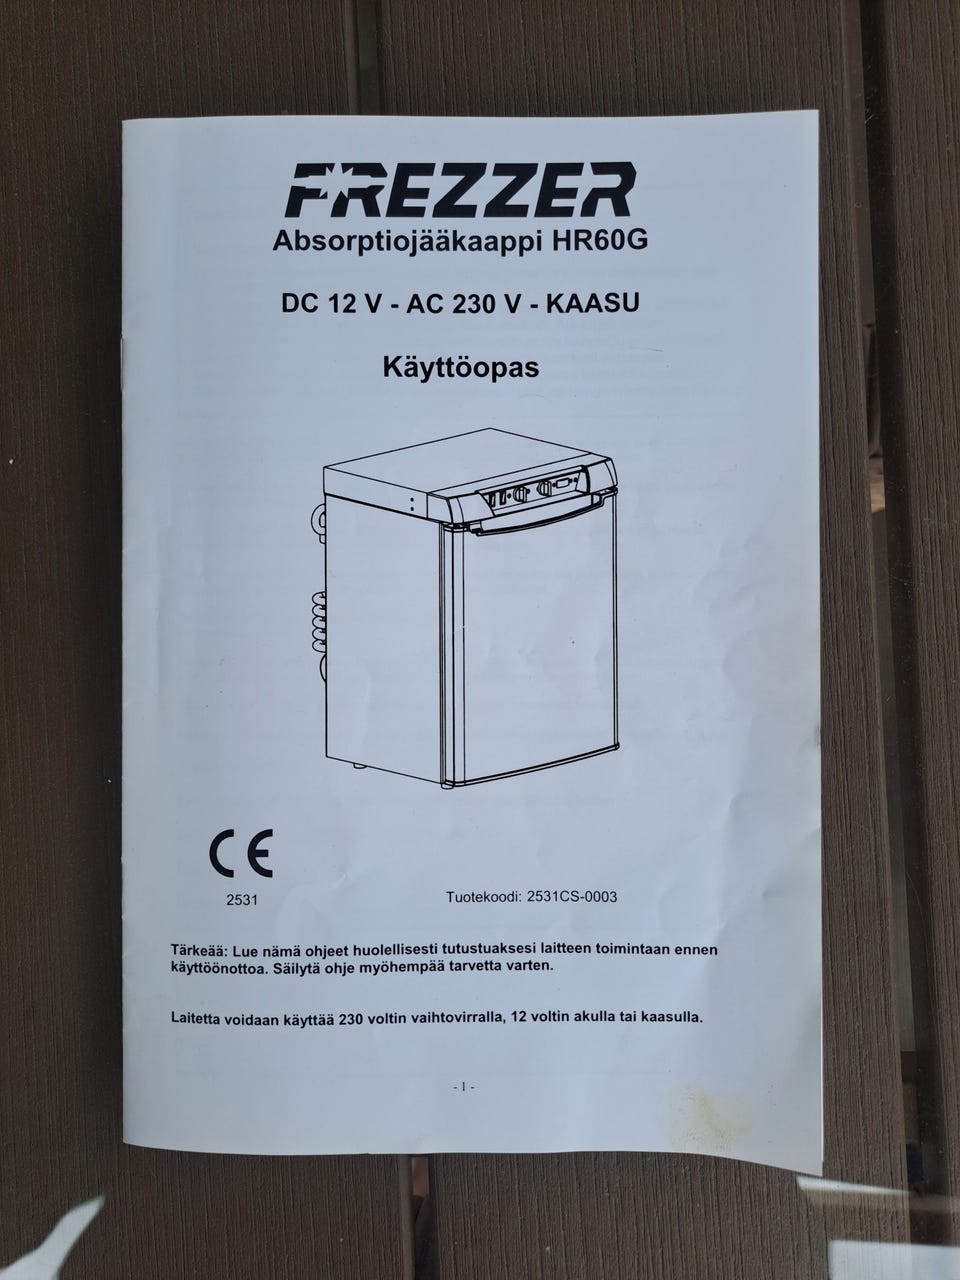 FREZZER
Absorptiojääkaappi HR60G
DC 12 V - AC 230 V - KAASU
Käyttöopas
CE
2531
Tuotekoodi: 2531CS-0003
Tärkeää: Lue nämä ohjeet huolellisesti tutustuaksesi laitteen toimintaan ennen
käyttöönottoa. Säilytä ohje myöhempää tarvetta varten.
Laitetta voidaan käyttää 230 voltin vaihtovirralla, 12 voltin akulla tai kaasulla.
- 1 -